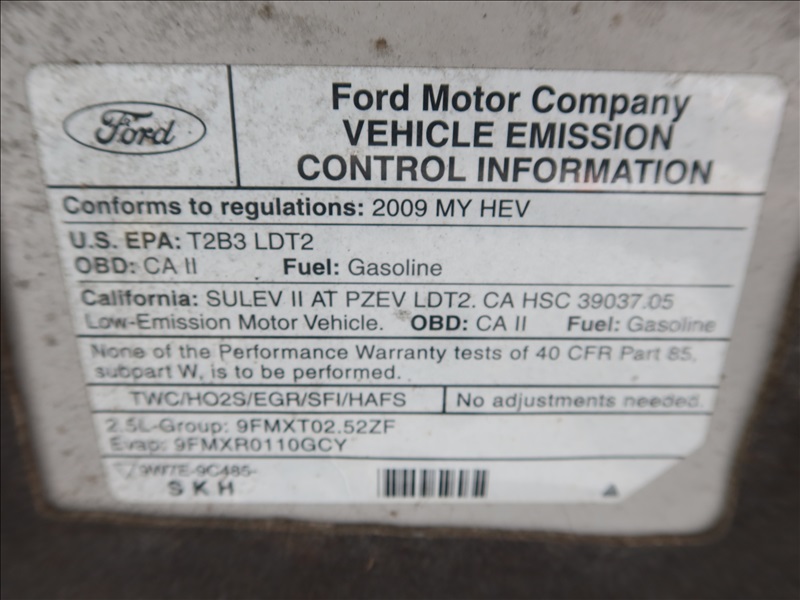 Ford
Ford Motor Company
VEHICLE EMISSION
CONTROL INFORMATION
Conforms to regulations: 2009 MY HEV
U.S. EPA: T2B3 LDT2
OBD: CA II Fuel: Gasoline
California: SULEV II AT PZEV LDT2. CA HSC 39037.05
Low-Emission Motor Vehicle. OBD: CA II Fuel: Gasoline
None of the Performance Warranty tests of 40 CFR Part 85,
subpart W, is to be performed.
TWC/HO2S/EGR/SFI/HAFS No adjustments needed.
2.5L-Group: 9FMXT02.52ZF
Evap: 9FMXR0110GCY
9W7E-9C485-
SKH